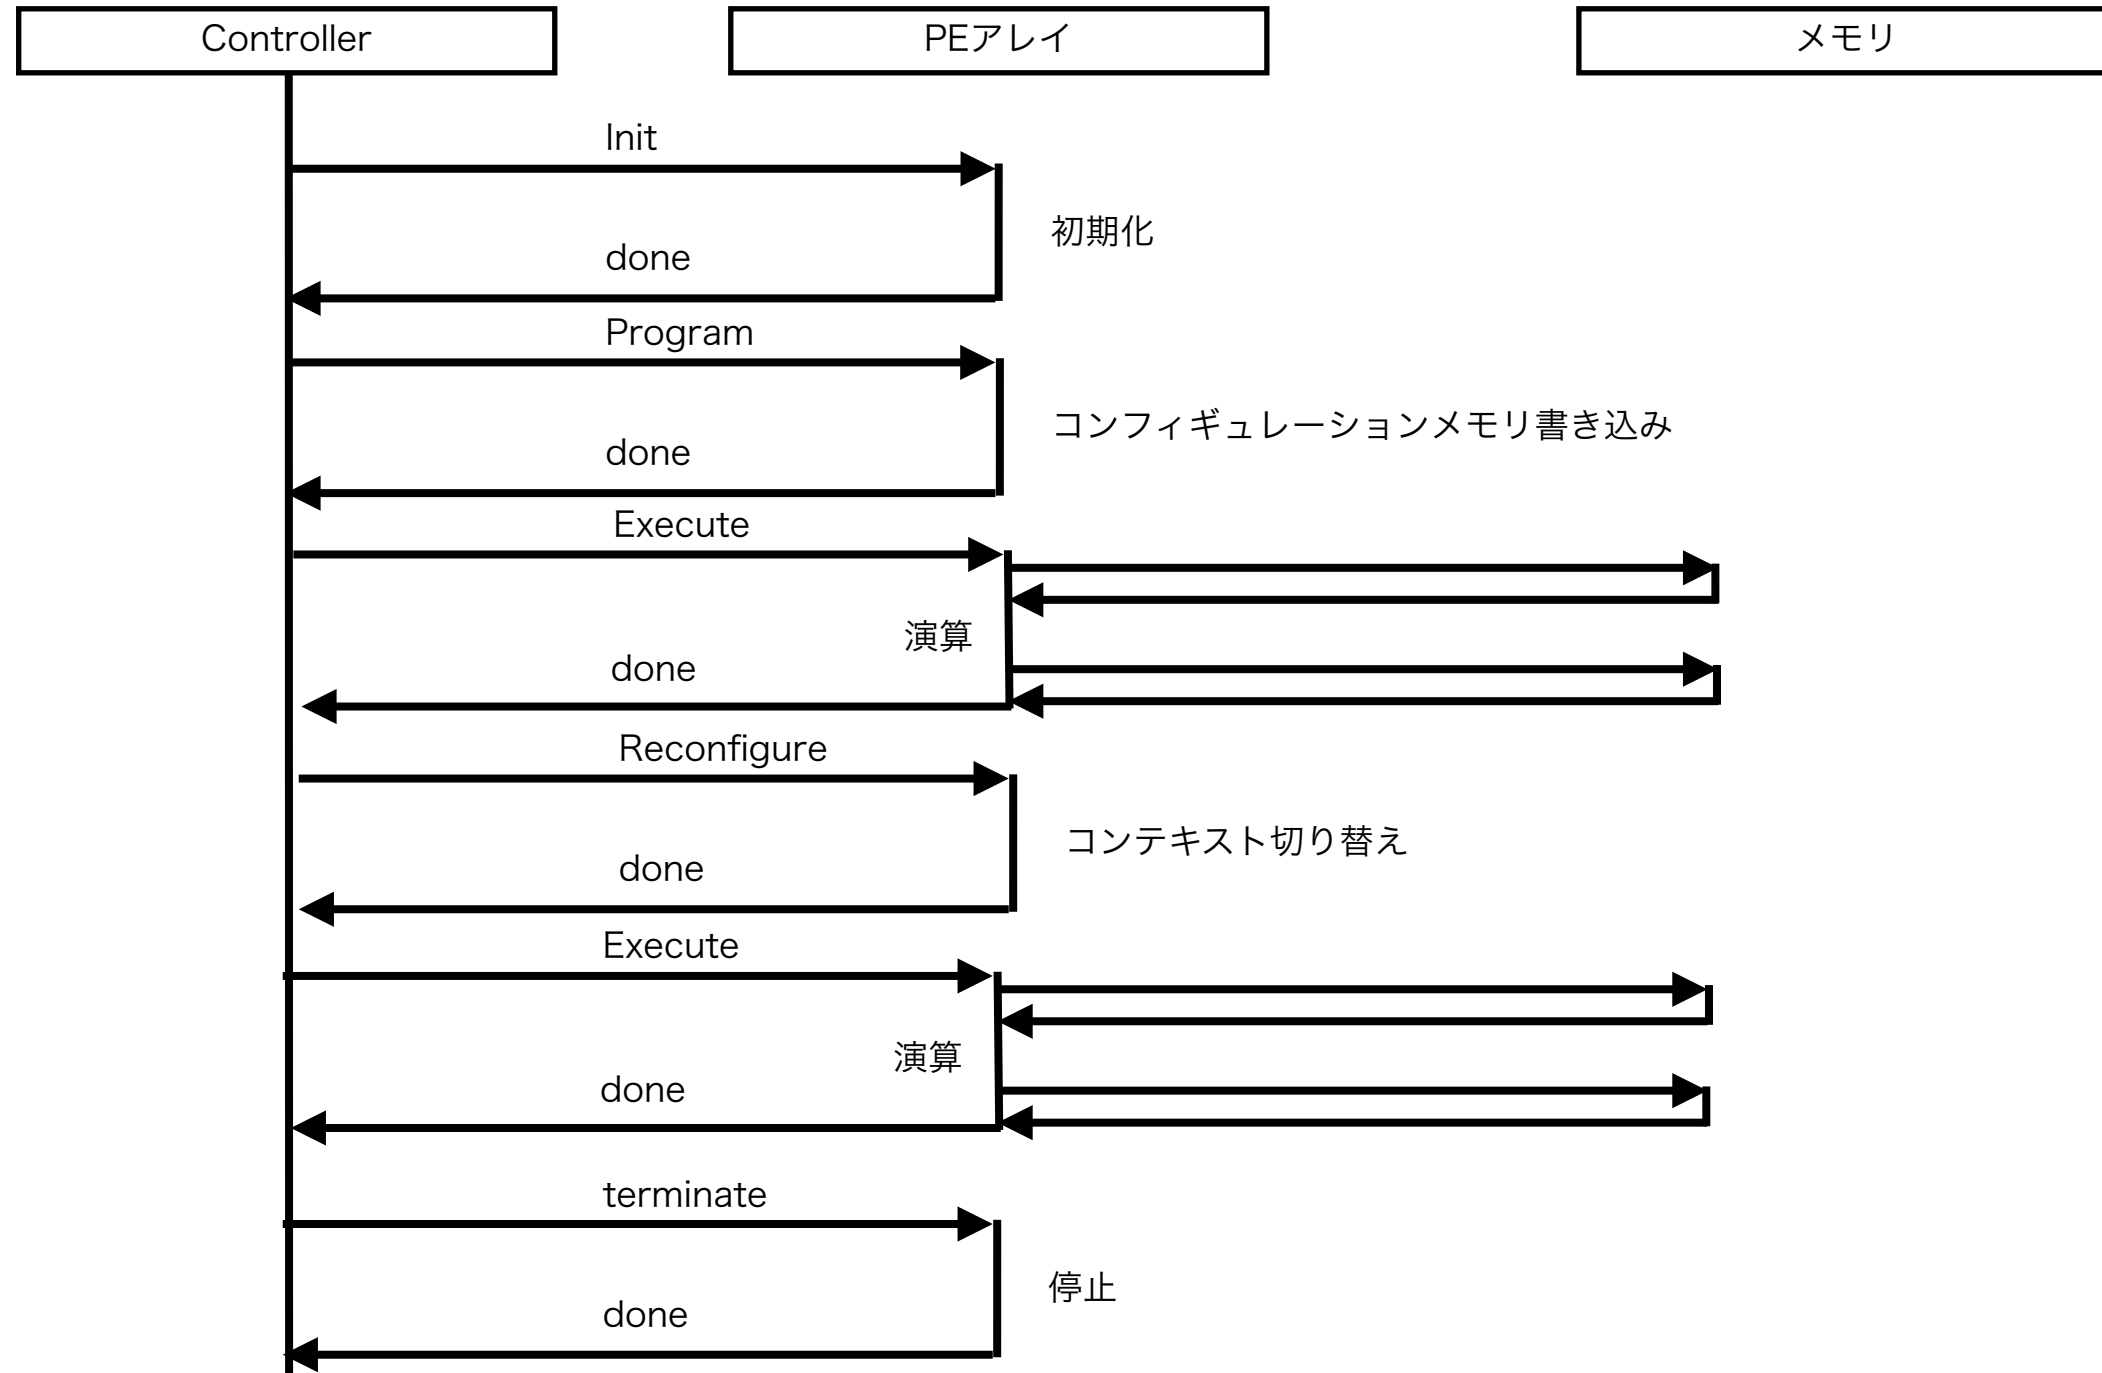 Controller
PEアレイ
メモリ
Init
初期化
done
Program
コンフィギュレーションメモリ書き込み
done
Execute
演算
done
Reconfigure
コンテキスト切り替え
done
Execute
演算
done
terminate
停止
done